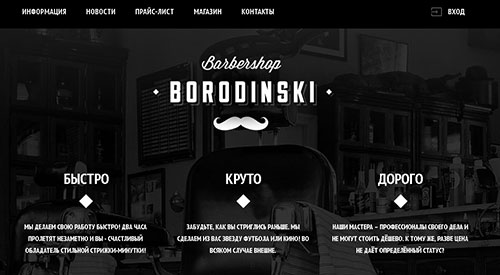 ИНФОРМАЦИЯ НОВОСТИ ПРАЙС-ЛИСТ МАГАЗИН КОНТАКТЫ ВХОД
Barbershop
BORODINSKI
БЫСТРО КРУТО ДОРОГО
МЫ ДЕЛАЕМ СВОЮ РАБОТУ БЫСТРО! ДВА ЧАСА
ПРОЛЕТЯТ НЕЗАМЕТНО И ВЫ - СЧАСТЛИВЫЙ
ОБЛАДАТЕЛЬ СТИЛЬНОЙ СТРИЖКИ-МИНУТКИ!
ЗАБУДЬТЕ, КАК ВЫ СТРИГЛИСЬ РАНЬШЕ. МЫ
СДЕЛАЕМ ИЗ ВАС ЗВЕЗДУ ФУТБОЛА ИЛИ КИНО! ВО
ВСЯКОМ СЛУЧАЕ ВНЕШНЕ.
НАШИ МАСТЕРА – ПРОФЕССИОНАЛЫ СВОЕГО ДЕЛА И
НЕ МОГУТ СТОИТЬ ДЁШЕВО. К ТОМУ ЖЕ, РАЗВЕ ЦЕНА
НЕ ДАЁТ ОПРЕДЕЛЁННЫЙ СТАТУС?